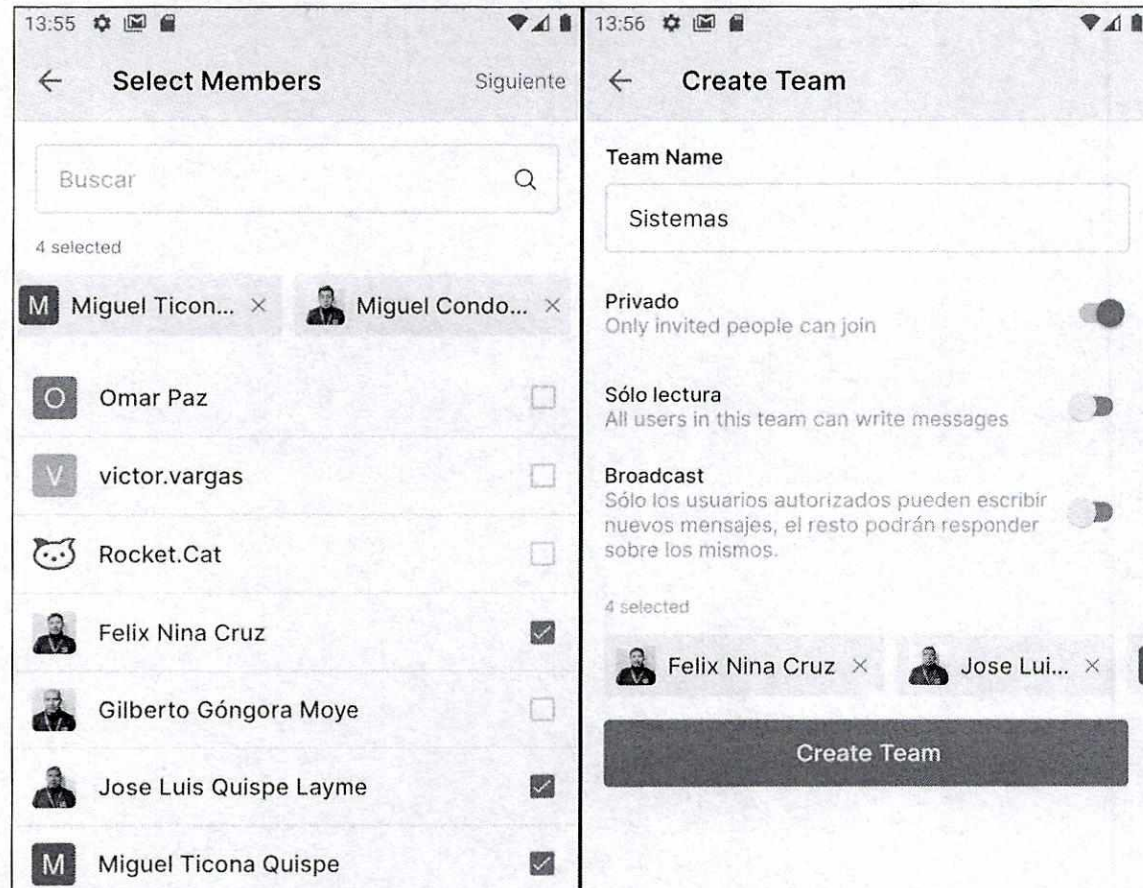 13:55
Select Members
Siguiente
Buscar
4 selected
M Miguel Ticon... ×
Miguel Condo... ×
O Omar Paz
V victor.vargas
Rocket.Cat
Felix Nina Cruz
Gilberto Góngora Moye
Jose Luis Quispe Layme
M Miguel Ticona Quispe
13:56
Create Team
Team Name
Sistemas
Privado
Only invited people can join
Sólo lectura
All users in this team can write messages
Broadcast
Sólo los usuarios autorizados pueden escribir
nuevos mensajes, el resto podrán responder
sobre los mismos.
4 selected
Felix Nina Cruz ×
Jose Lui... ×
Create Team